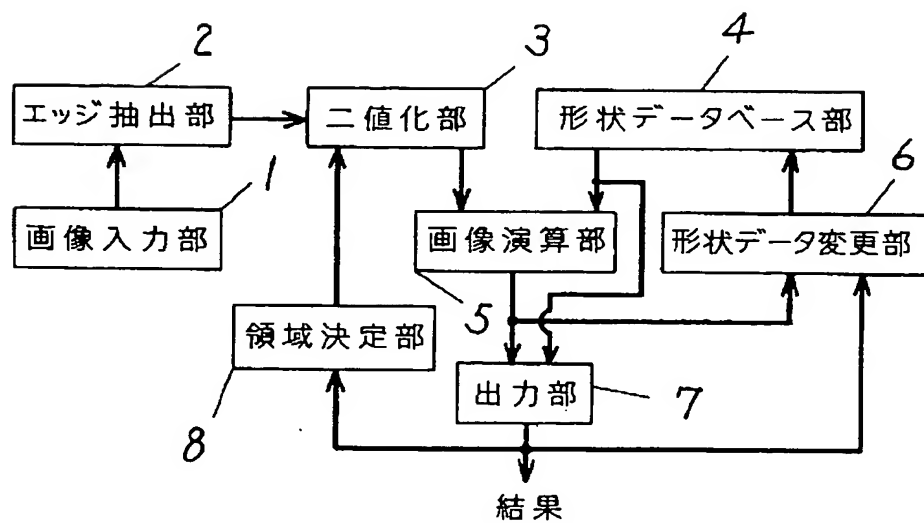 2
3
4
エッジ抽出部
二値化部
形状データベース部
1
6
画像入力部
画像演算部
形状データ変更部
5
領域決定部
出力部
7
8
結果